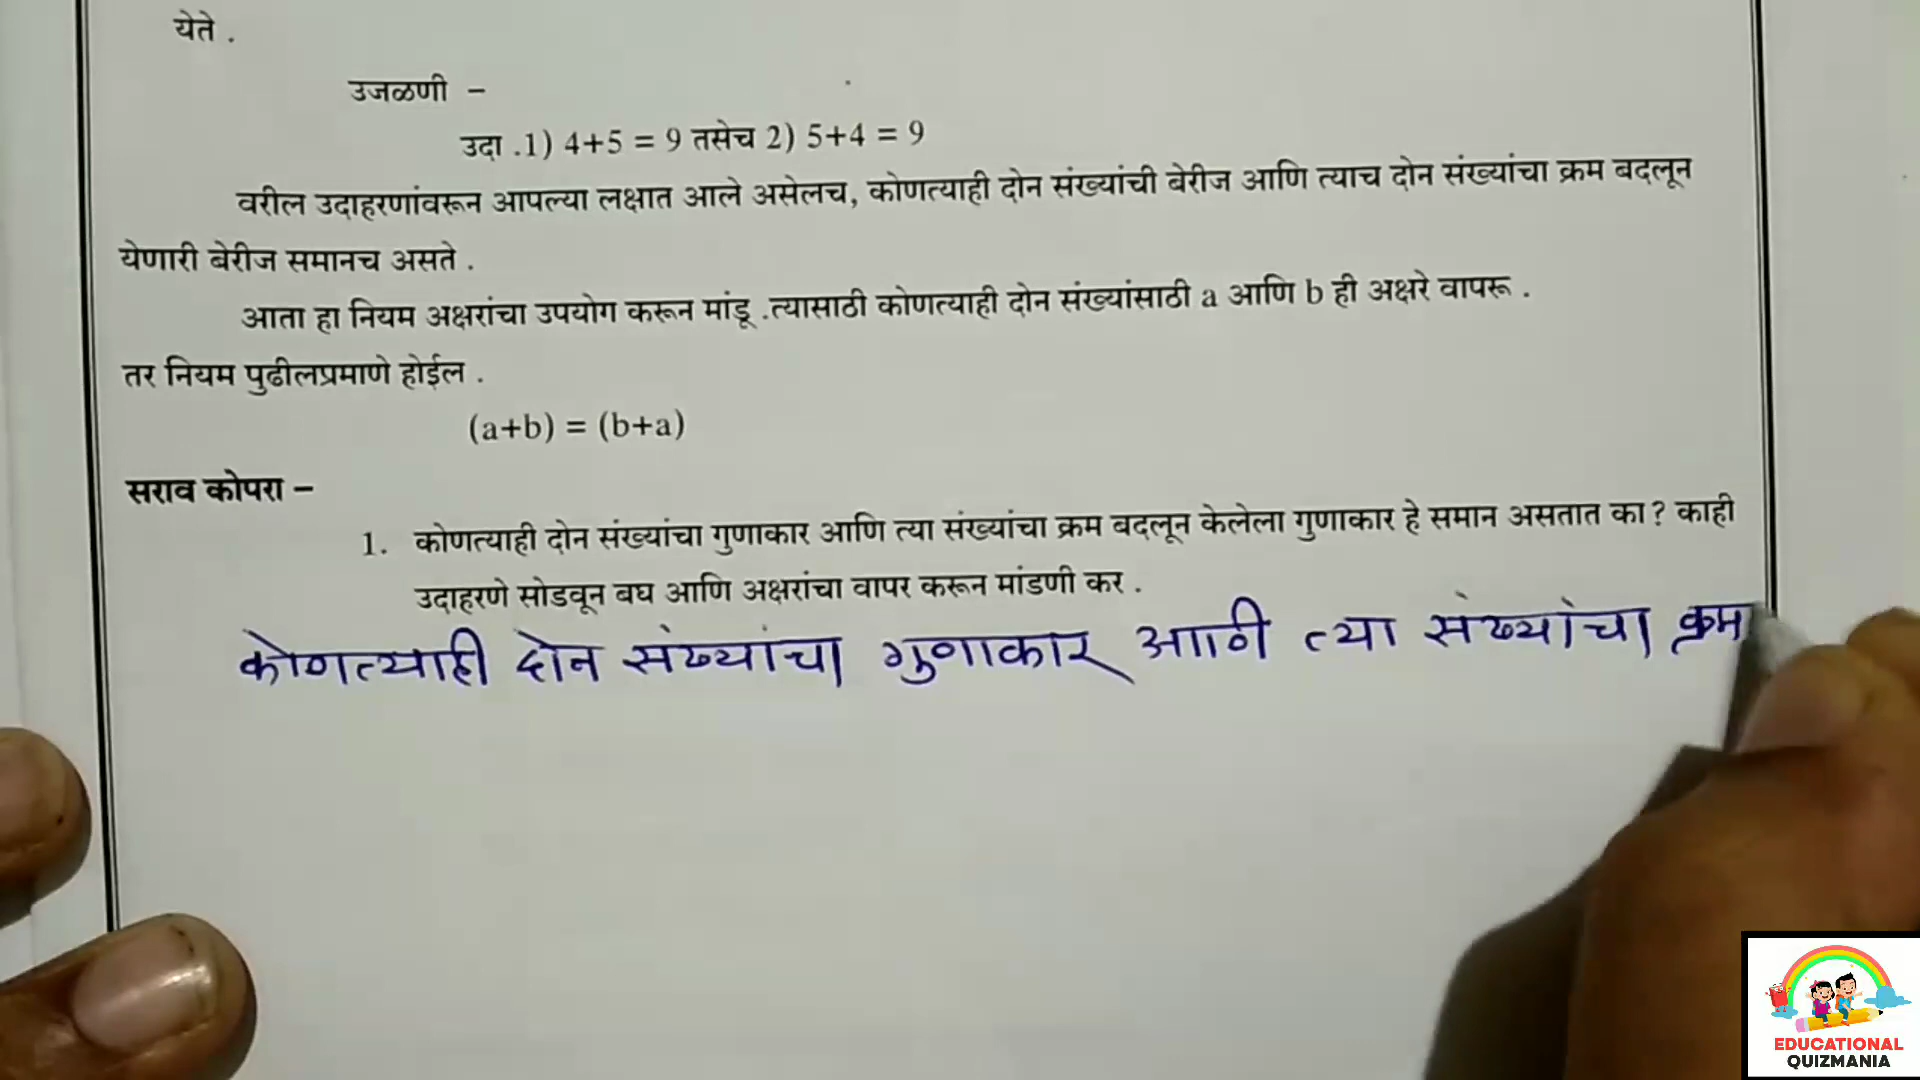 येते .
उजळणी –
उदा .1) 4+5 = 9 तसेच 2) 5+4 = 9
वरील उदाहरणांवरून आपल्या लक्षात आले असेलच, कोणत्याही दोन संख्यांची बेरीज आणि त्याच दोन संख्यांचा क्रम बदलून
येणारी बेरीज समानच असते .
आता हा नियम अक्षरांचा उपयोग करून मांडू .त्यासाठी कोणत्याही दोन संख्यांसाठी a आणि b ही अक्षरे वापरू .
तर नियम पुढीलप्रमाणे होईल .
(a+b) = (b+a)
सराव कोपरा –
1. कोणत्याही दोन संख्यांचा गुणाकार आणि त्या संख्यांचा क्रम बदलून केलेला गुणाकार हे समान असतात का? काही
उदाहरणे सोडवून बघ आणि अक्षरांचा वापर करून मांडणी कर .
कोणत्याही दोन संख्यांचा गुणाकार आणि त्या संख्यांचा क्रम
EDUCATIONAL
QUIZMANIA